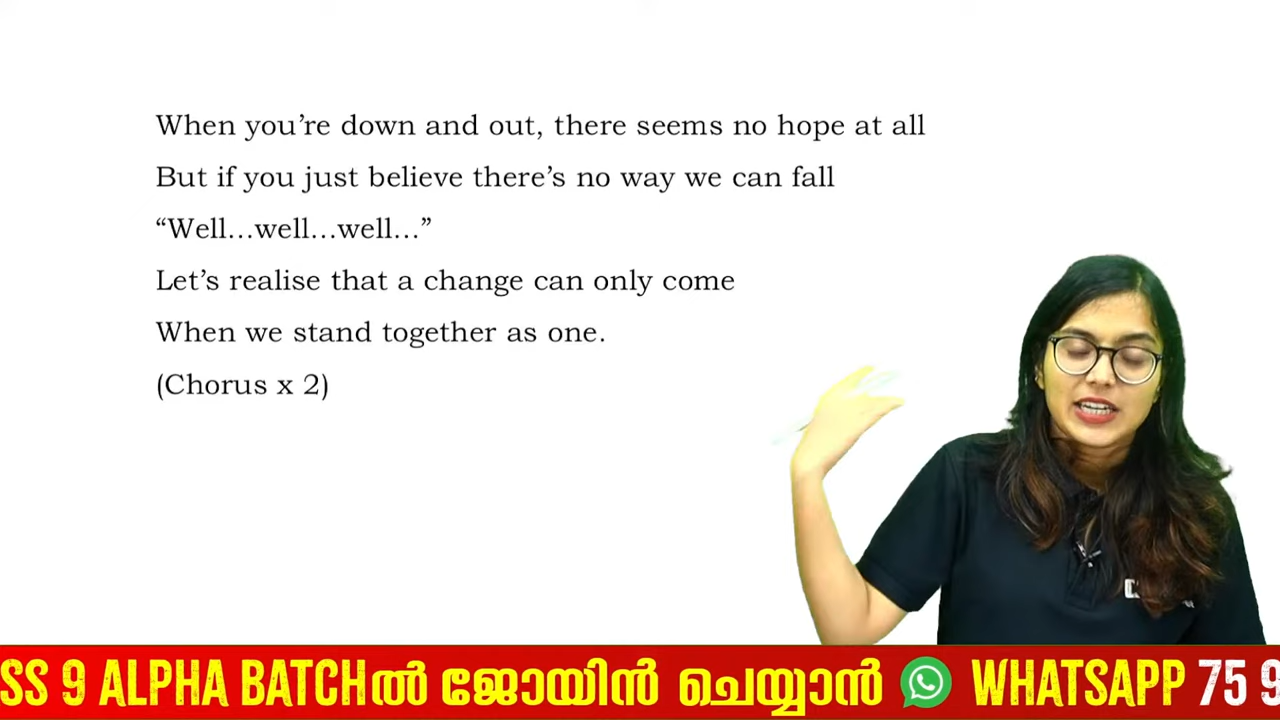 When you’re down and out, there seems no hope at all
But if you just believe there’s no way we can fall
“Well...well...well...”
Let’s realise that a change can only come
When we stand together as one.
(Chorus x 2)
SS 9 ALPHA BATCHൽ ജോയിൻ ചെയ്യാൻ WHATSAPP 75 9